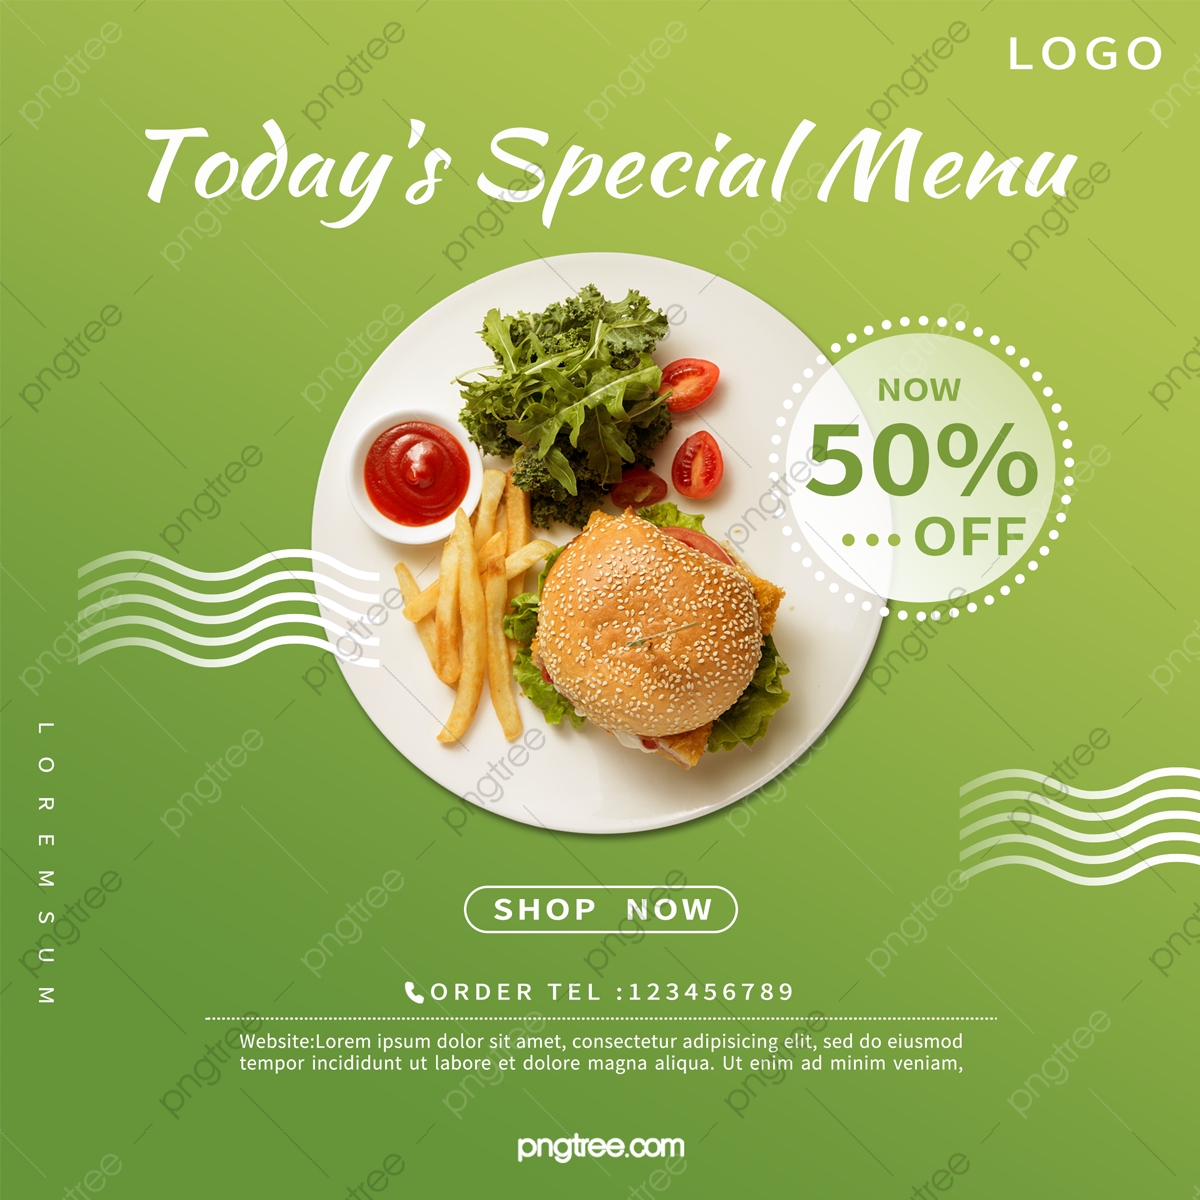 LOGO
Today's Special Menu
NOW
50%
•••OFF
LOREMSUM
SHOP NOW
ORDER TEL :123456789
Website:Lorem ipsum dolor sit amet, consectetur adipisicing elit, sed do eiusmod
tempor incididunt ut labore et dolore magna aliqua. Ut enim ad minim veniam,
pngtree.com
pngtree